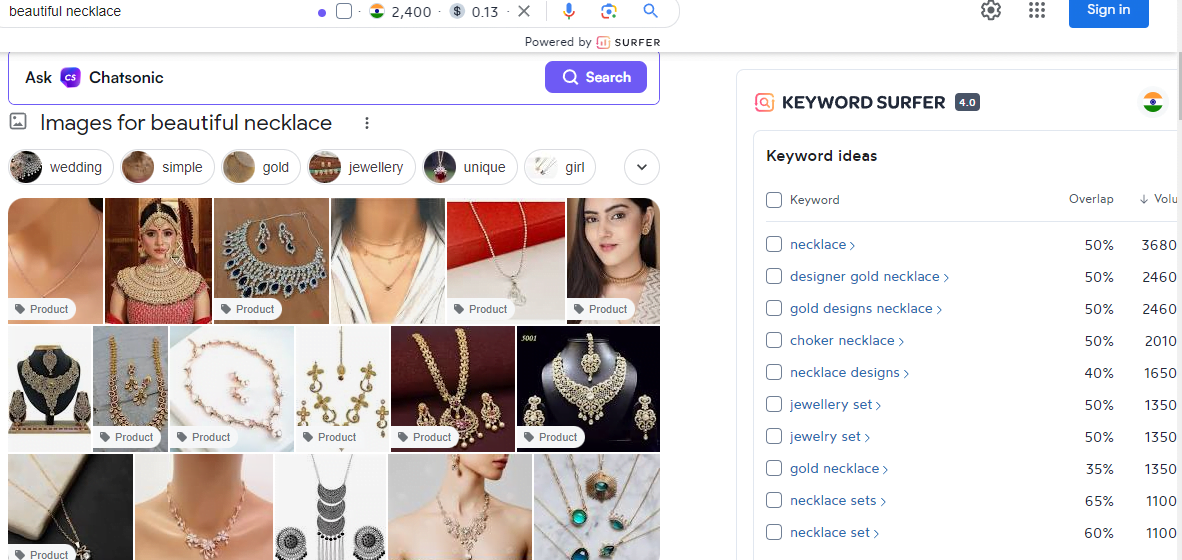 beautiful necklace
2,400 · $ 0.13
Sign in
Powered by SURFER
Ask CS Chatsonic
Search
Images for beautiful necklace
wedding
simple
gold
jewellery
unique
girl
Product
Product
Product
Product
5001
Product
Product
Product
Product
Product
Product
KEYWORD SURFER 4.0
Keyword ideas
Keyword Overlap ↓ Volu
necklace > 50% 3680
designer gold necklace > 50% 2460
gold designs necklace > 50% 2460
choker necklace > 50% 2010
necklace designs > 40% 1650
jewellery set > 50% 1350
jewelry set > 50% 1350
gold necklace > 35% 1350
necklace sets > 65% 1100
necklace set > 60% 1100